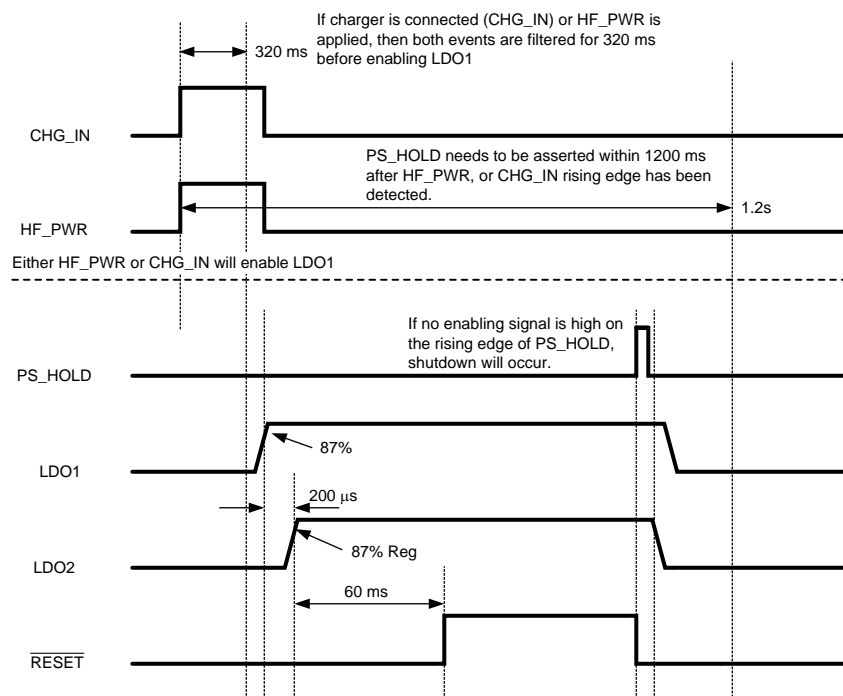 If charger is connected (CHG_IN) or HF_PWR is
applied, then both events are filtered for 320 ms
before enabling LDO1
320 ms
CHG_IN
PS_HOLD needs to be asserted within 1200 ms
after HF_PWR, or CHG_IN rising edge has been
detected.
1.2s
HF_PWR
Either HF_PWR or CHG_IN will enable LDO1
If no enabling signal is high on
the rising edge of PS_HOLD,
shutdown will occur.
PS_HOLD
87%
LDO1
200 μs
87% Reg
LDO2
60 ms
RESET